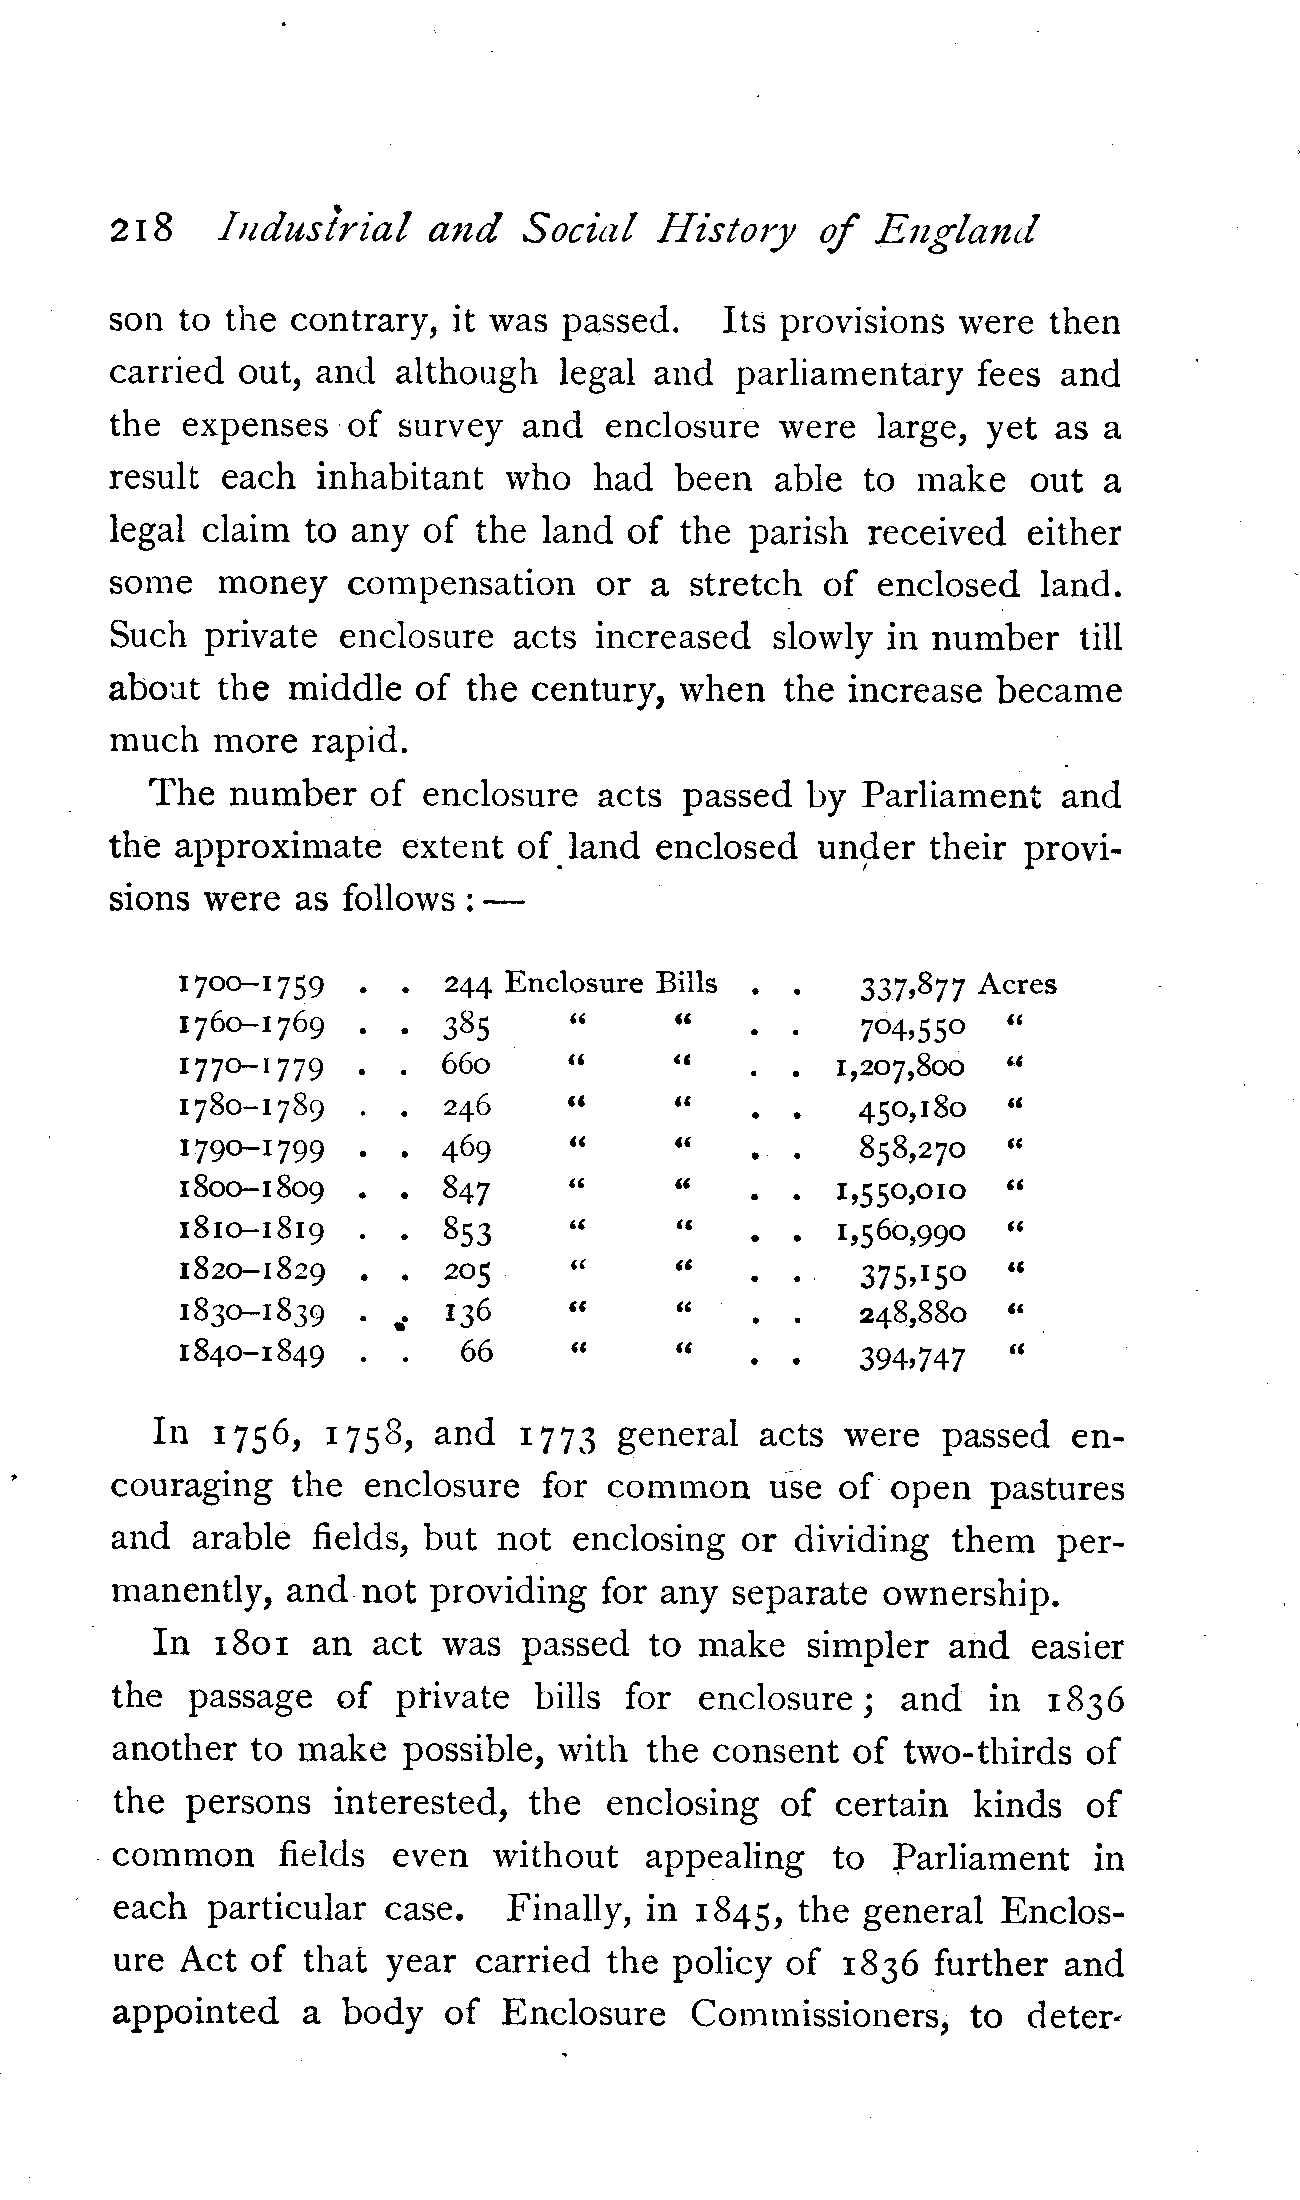 218 Industrial and Social History of England
son to the contrary, it was passed. Its provisions were then
carried out, and although legal and parliamentary fees and
the expenses of survey and enclosure were large, yet as a
result each inhabitant who had been able to make out a
legal claim to any of the land of the parish received either
some money compensation or a stretch of enclosed land.
Such private enclosure acts increased slowly in number till
about the middle of the century, when the increase became
much more rapid.
The number of enclosure acts passed by Parliament and
the approximate extent of land enclosed under their provi-
sions were as follows : —
1700–1759 . . 244 Enclosure Bills . . 337,877 Acres
1760–1769 . . 385 “ “ . . 704,550 “
1770–1779 . . 660 “ “ . . 1,207,800 “
1780–1789 . . 246 “ “ . . 450,180 “
1790–1799 . . 469 “ “ . . 858,270 “
1800–1809 . . 847 “ “ . . 1,550,010 “
1810–1819 . . 853 “ “ . . 1,560,990 “
1820–1829 . . 205 “ “ . . 375,150 “
1830–1839 . . 136 “ “ . . 248,880 “
1840–1849 . . 66 “ “ . . 394,747 “
In 1756, 1758, and 1773 general acts were passed en-
couraging the enclosure for common use of open pastures
and arable fields, but not enclosing or dividing them per-
manently, and not providing for any separate ownership.
In 1801 an act was passed to make simpler and easier
the passage of private bills for enclosure ; and in 1836
another to make possible, with the consent of two-thirds of
the persons interested, the enclosing of certain kinds of
common fields even without appealing to Parliament in
each particular case. Finally, in 1845, the general Enclos-
ure Act of that year carried the policy of 1836 further and
appointed a body of Enclosure Commissioners, to deter-